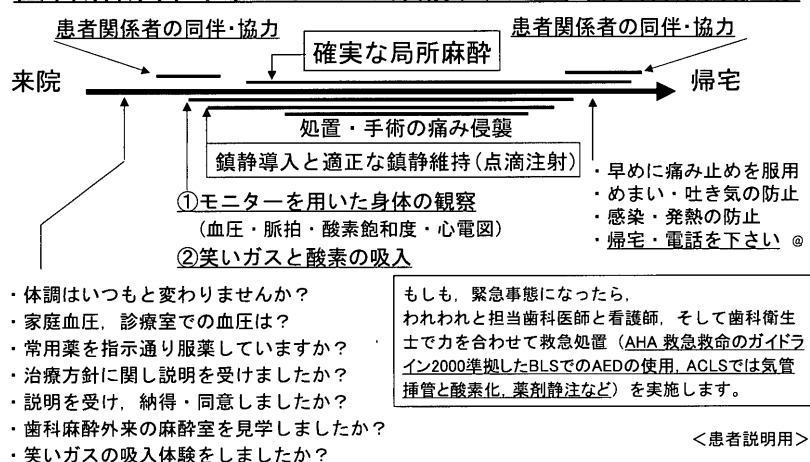 患者関係者の同伴・協力
患者関係者の同伴・協力
確実な局所麻酔
来院
帰宅
処置・手術の痛み侵襲
鎮静導入と適正な鎮静維持（点滴注射）
①モニターを用いた身体の観察
（血圧・脈拍・酸素飽和度・心電図）
②笑いガスと酸素の吸入
・早めに痛み止めを服用
・めまい・吐き気の防止
・感染・発熱の防止
・帰宅・電話を下さい @
・体調はいつもと変わりませんか？
・家庭血圧，診療室での血圧は？
・常用薬を指示通り服薬していますか？
・治療方針に関し説明を受けましたか？
・説明を受け，納得・同意しましたか？
・歯科麻酔外来の麻酔室を見学しましたか？
・笑いガスの吸入体験をしましたか？
もしも，緊急事態になったら，
われわれと担当歯科医師と看護師，そして歯科衛生
士で力を合わせて救急処置（AHA 救急救命のガイドラ
イン2000準拠したBLSでのAEDの使用，ACLSでは気管
挿管と酸素化，薬剤静注など）を実施します。
＜患者説明用＞